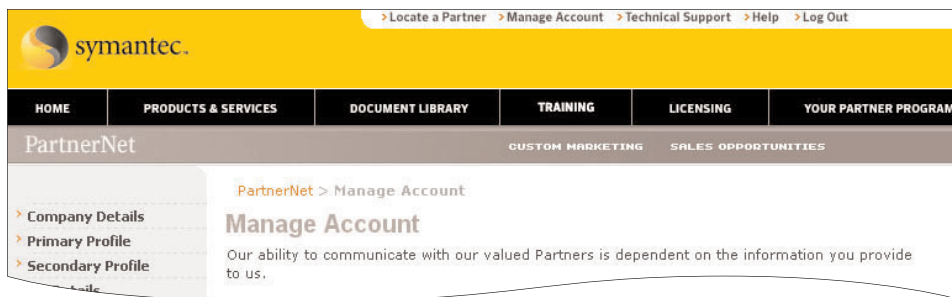 >Locate a Partner >Manage Account >Technical Support >Help >Log Out
symantec™
HOME PRODUCTS & SERVICES DOCUMENT LIBRARY TRAINING LICENSING YOUR PARTNER PROGRAM
PartnerNet CUSTOM MARKETING SALES OPPORTUNITIES
PartnerNet > Manage Account
> Company Details
Manage Account
> Primary Profile
Our ability to communicate with our valued Partners is dependent on the information you provide
> Secondary Profile
to us.